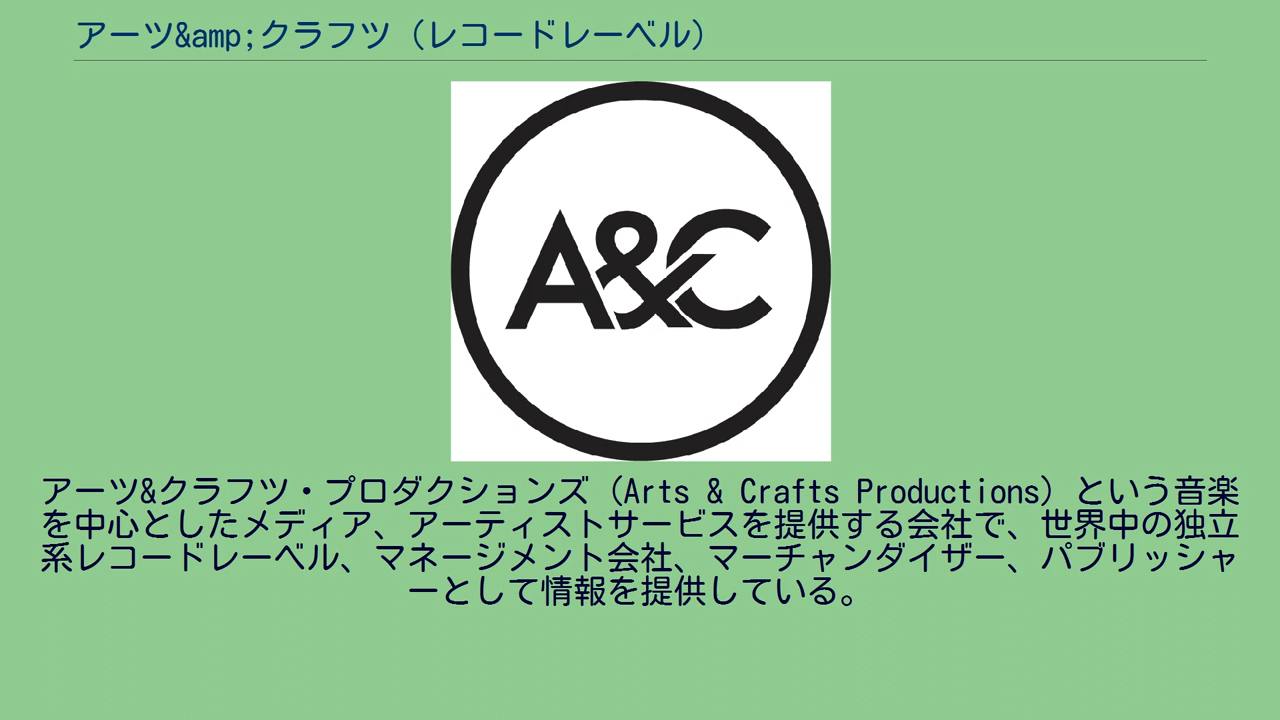 アーツ&amp;クラフツ（レコードレーベル）
A&C
アーツ&クラフツ・プロダクションズ（Arts & Crafts Productions）という音楽
を中心としたメディア、アーティストサービスを提供する会社で、世界中の独立
系レコードレーベル、マネージメント会社、マーチャンダイザー、パブリッシャ
ーとして情報を提供している。